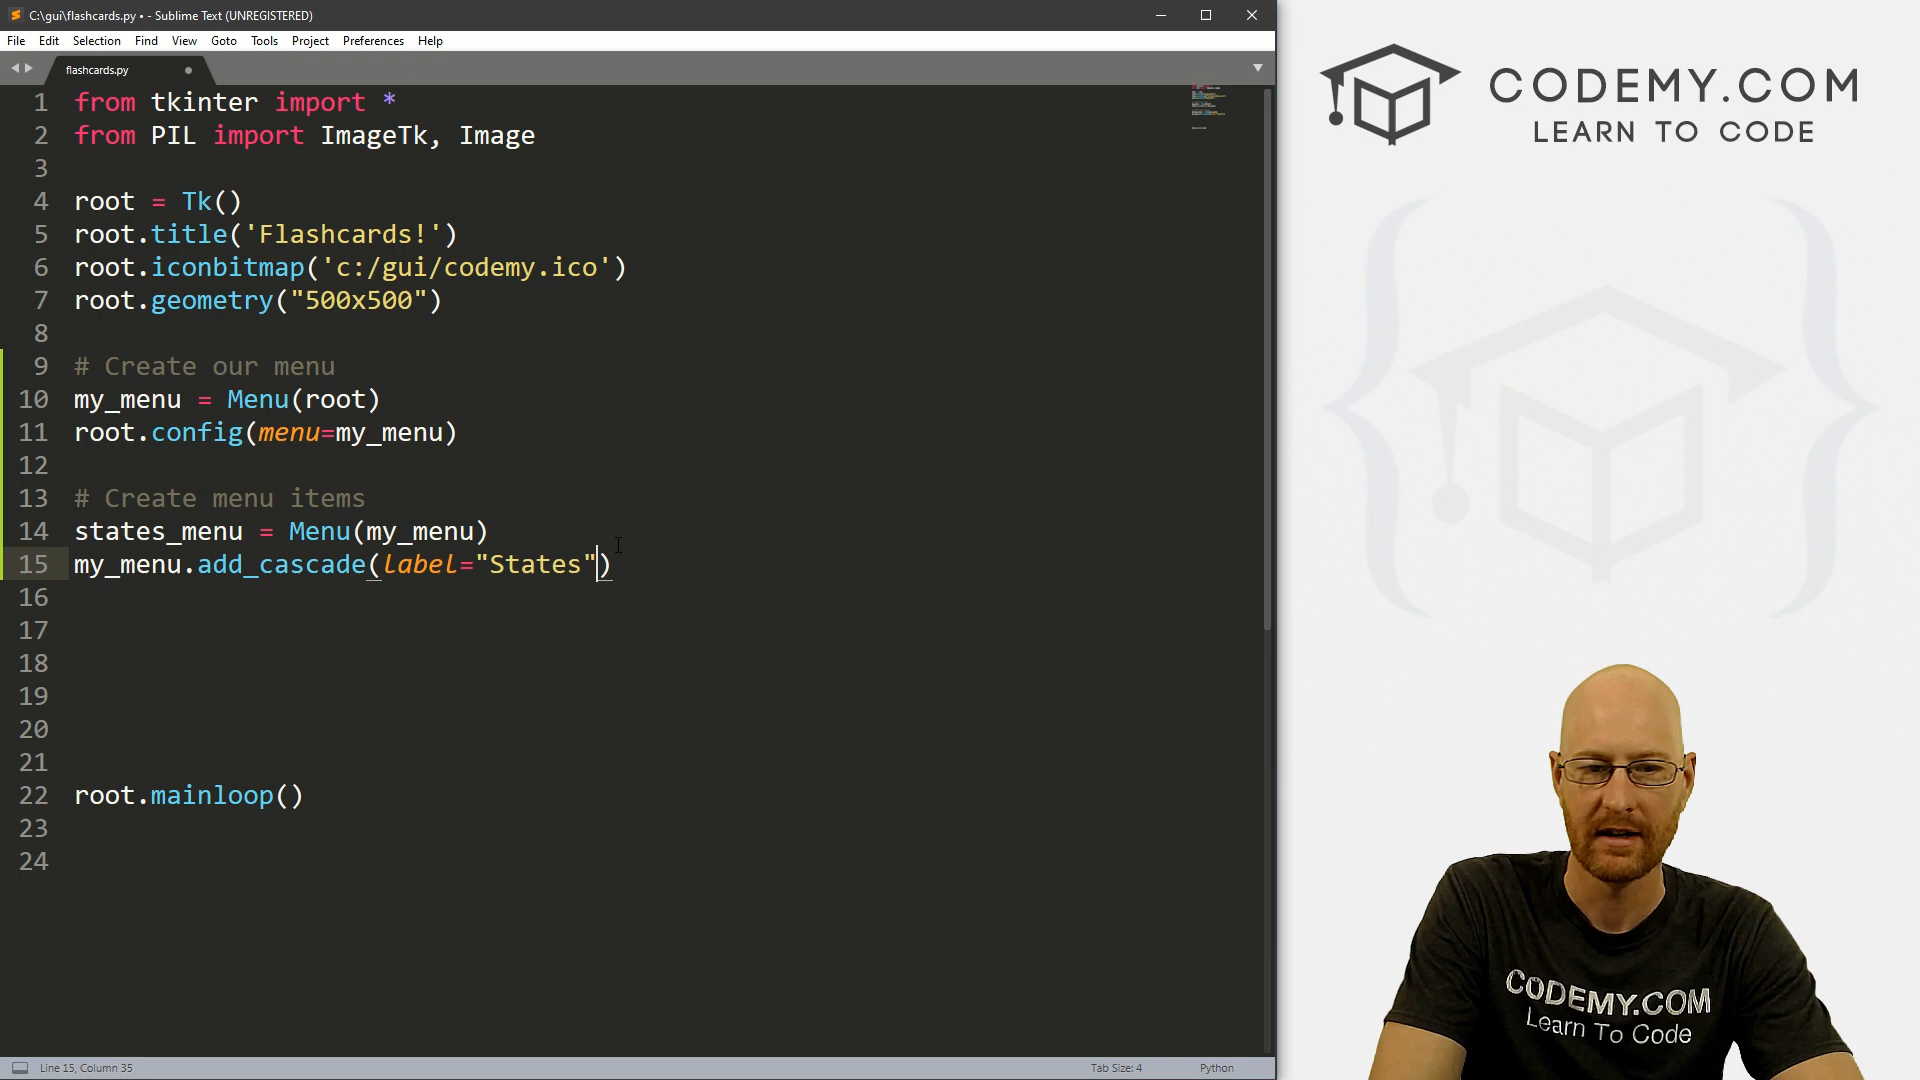 C:\gui\flashcards.py • - Sublime Text (UNREGISTERED)
File Edit Selection Find View Goto Tools Project Preferences Help
flashcards.py
1 from tkinter import *
2 from PIL import ImageTk, Image
3
4 root = Tk()
5 root.title('Flashcards!')
6 root.iconbitmap('c:/gui/codemy.ico')
7 root.geometry("500x500")
8
9 # Create our menu
10 my_menu = Menu(root)
11 root.config(menu=my_menu)
12
13 # Create menu items
14 states_menu = Menu(my_menu)
15 my_menu.add_cascade(label="States")
16
17
18
19
20
21
22 root.mainloop()
23
24
Line 15, Column 35
Tab Size: 4
Python
CODEMY.COM
LEARN TO CODE
CODEMY.COM
Learn To Code